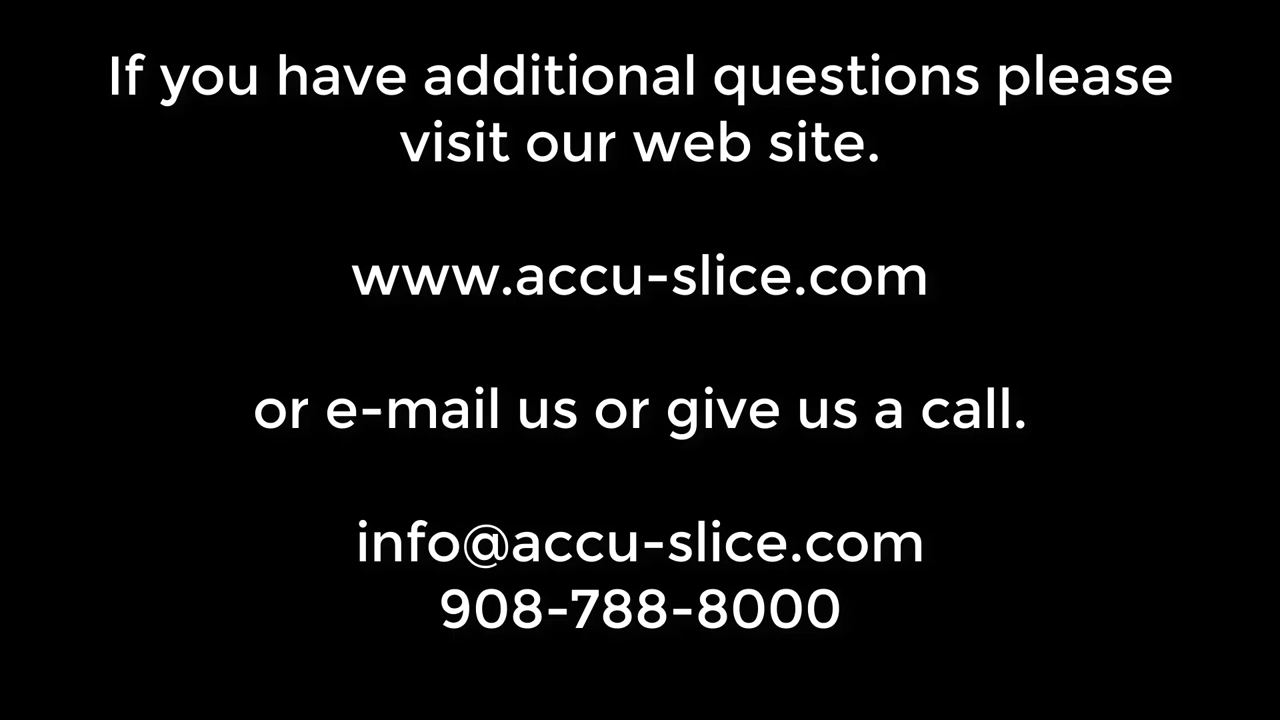 If you have additional questions please
visit our web site.
www.accu-slice.com
or e-mail us or give us a call.
info@accu-slice.com
908-788-8000